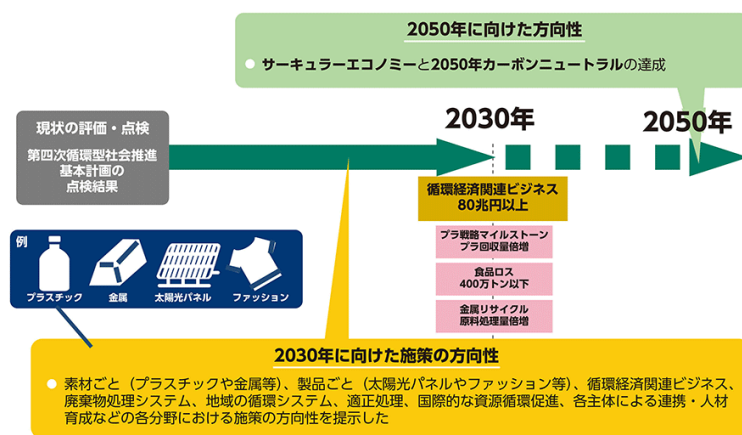 2050年に向けた方向性
● サーキュラーエコノミーと2050年カーボンニュートラルの達成
現状の評価・点検
第四次循環型社会推進
基本計画の
点検結果
2030年
2050年
循環経済関連ビジネス
80兆円以上
プラ戦略マイルストーン
プラ回収量倍増
食品ロス
400万トン以下
金属リサイクル
原料処理量倍増
例
プラスチック
金属
太陽光パネル
ファッション
2030年に向けた施策の方向性
● 素材ごと（プラスチックや金属等）、製品ごと（太陽光パネルやファッション等）、循環経済関連ビジネス、
廃棄物処理システム、地域の循環システム、適正処理、国際的な資源循環促進、各主体による連携・人材
育成などの各分野における施策の方向性を提示した